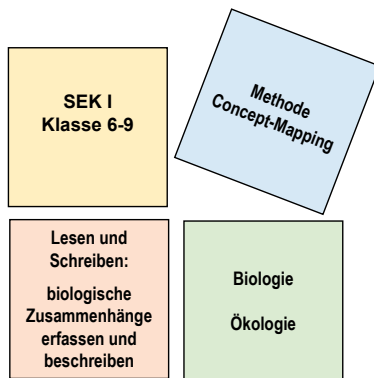 SEK I
Klasse 6-9
Methode
Concept-Mapping
Lesen und
Schreiben:
biologische
Zusammenhänge
erfassen und
beschreiben
Biologie
Ökologie